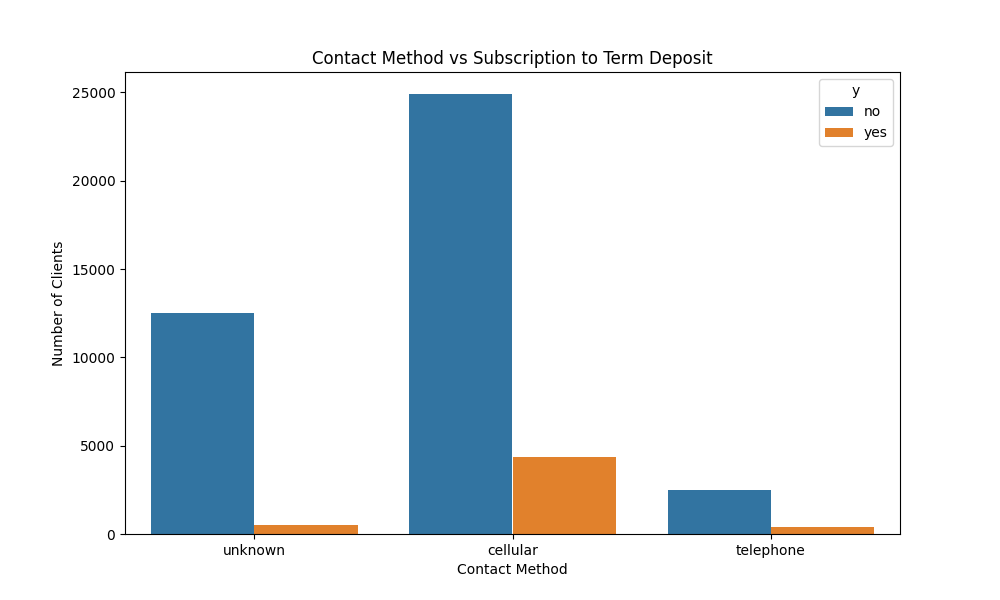 Contact Method vs Subscription to Term Deposit
y
no
yes
25000
20000
15000
10000
5000
0
Number of Clients
unknown cellular telephone
Contact Method